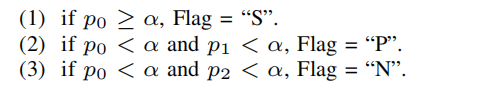 (1) if p₀ ≥ α, Flag = “S”.
(2) if p₀ < α and p₁ < α, Flag = “P”.
(3) if p₀ < α and p₂ < α, Flag = “N”.